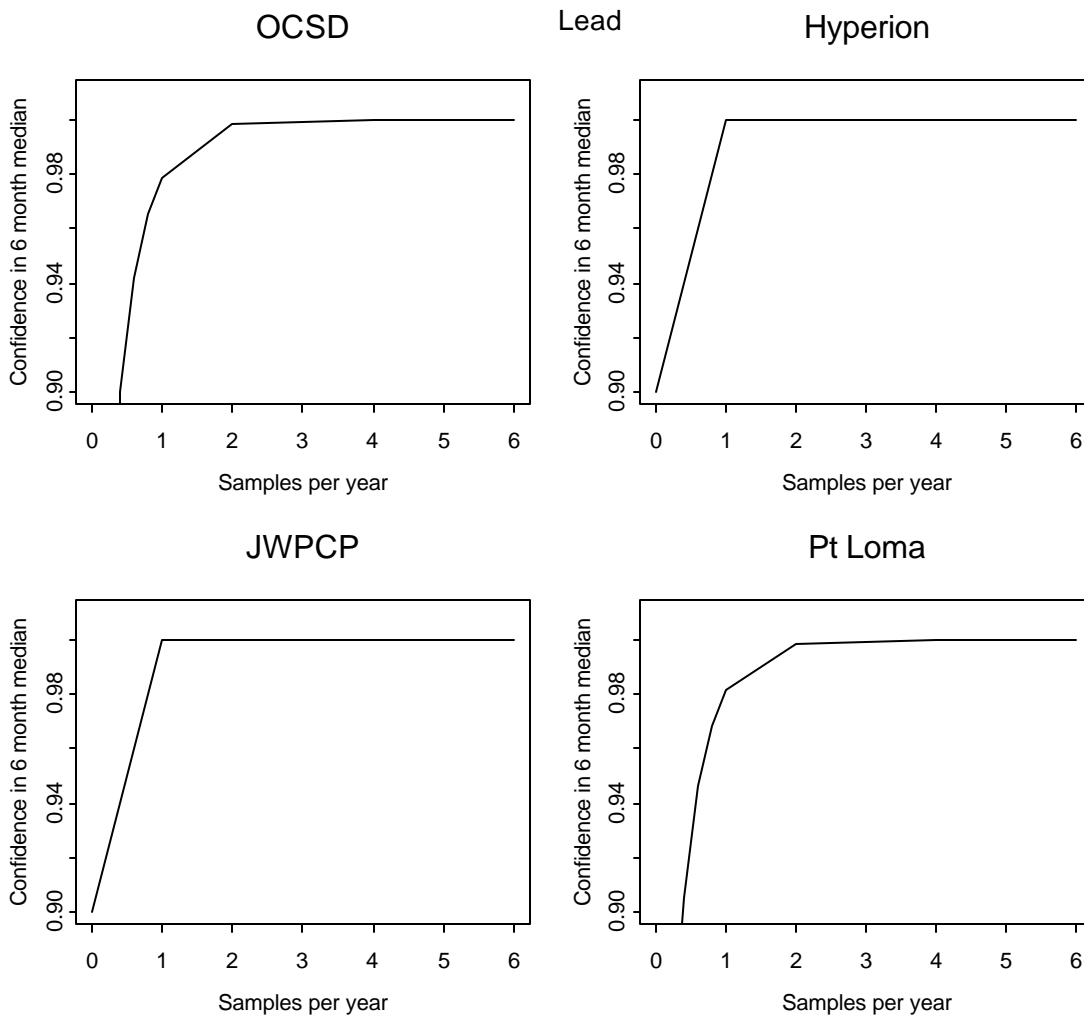 Lead
OCSD
Confidence in 6 month median
0.90 0.94 0.98
0 1 2 3 4 5 6
Samples per year
Hyperion
Confidence in 6 month median
0.90 0.94 0.98
0 1 2 3 4 5 6
Samples per year
JWPCP
Confidence in 6 month median
0.90 0.94 0.98
0 1 2 3 4 5 6
Samples per year
Pt Loma
Confidence in 6 month median
0.90 0.94 0.98
0 1 2 3 4 5 6
Samples per year